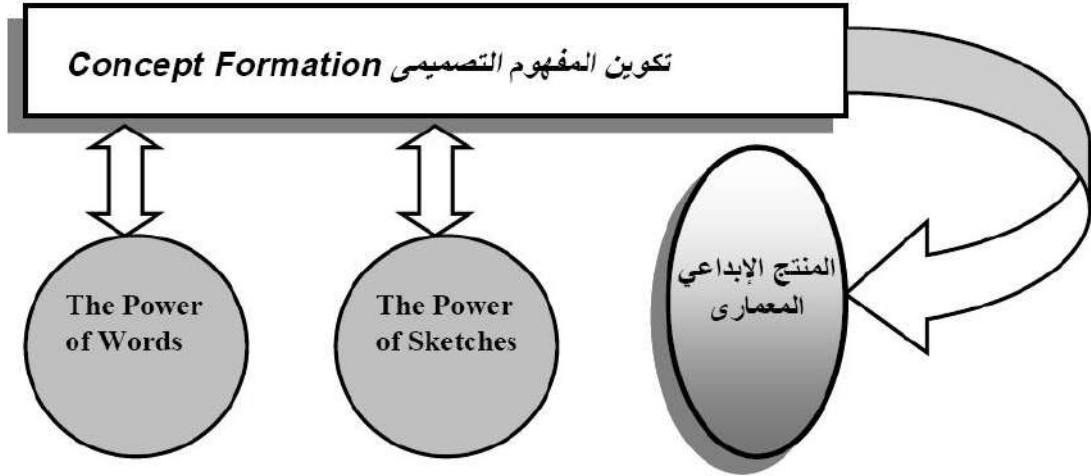 Concept Formation تكوين المفهوم التصميمى
The Power
of Words
The Power
of Sketches
المنتج الإبداعي
المعمارى